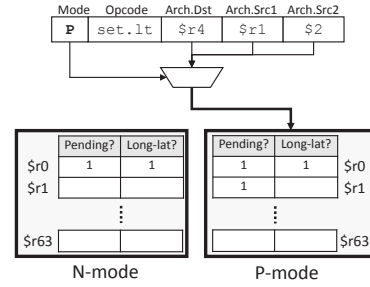 Mode Opcode Arch.Dst Arch.Src1 Arch.Src2
P set.lt $r4 $r1 $2
Pending? Long-lat? Pending? Long-lat?
$r0 1 1 1 1 $r0
$r1 1 $r1
$r63 $r63
N-mode P-mode